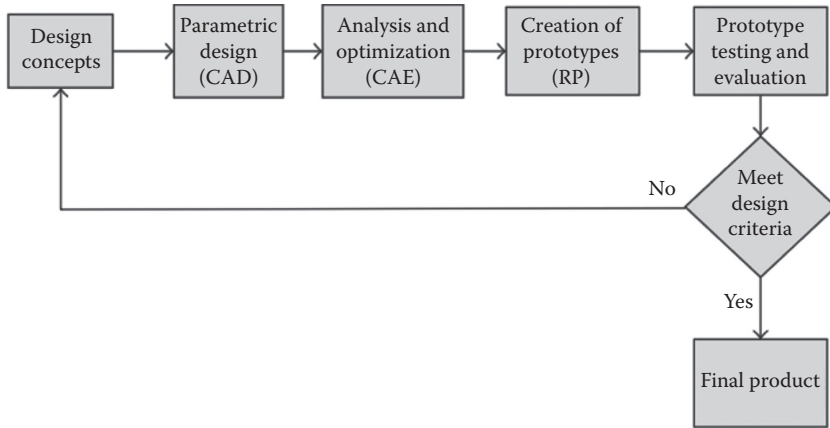 Design
concepts
Parametric
design
(CAD)
Analysis and
optimization
(CAE)
Creation of
prototypes
(RP)
Prototype
testing and
evaluation
No
Meet
design
criteria
Yes
Final product